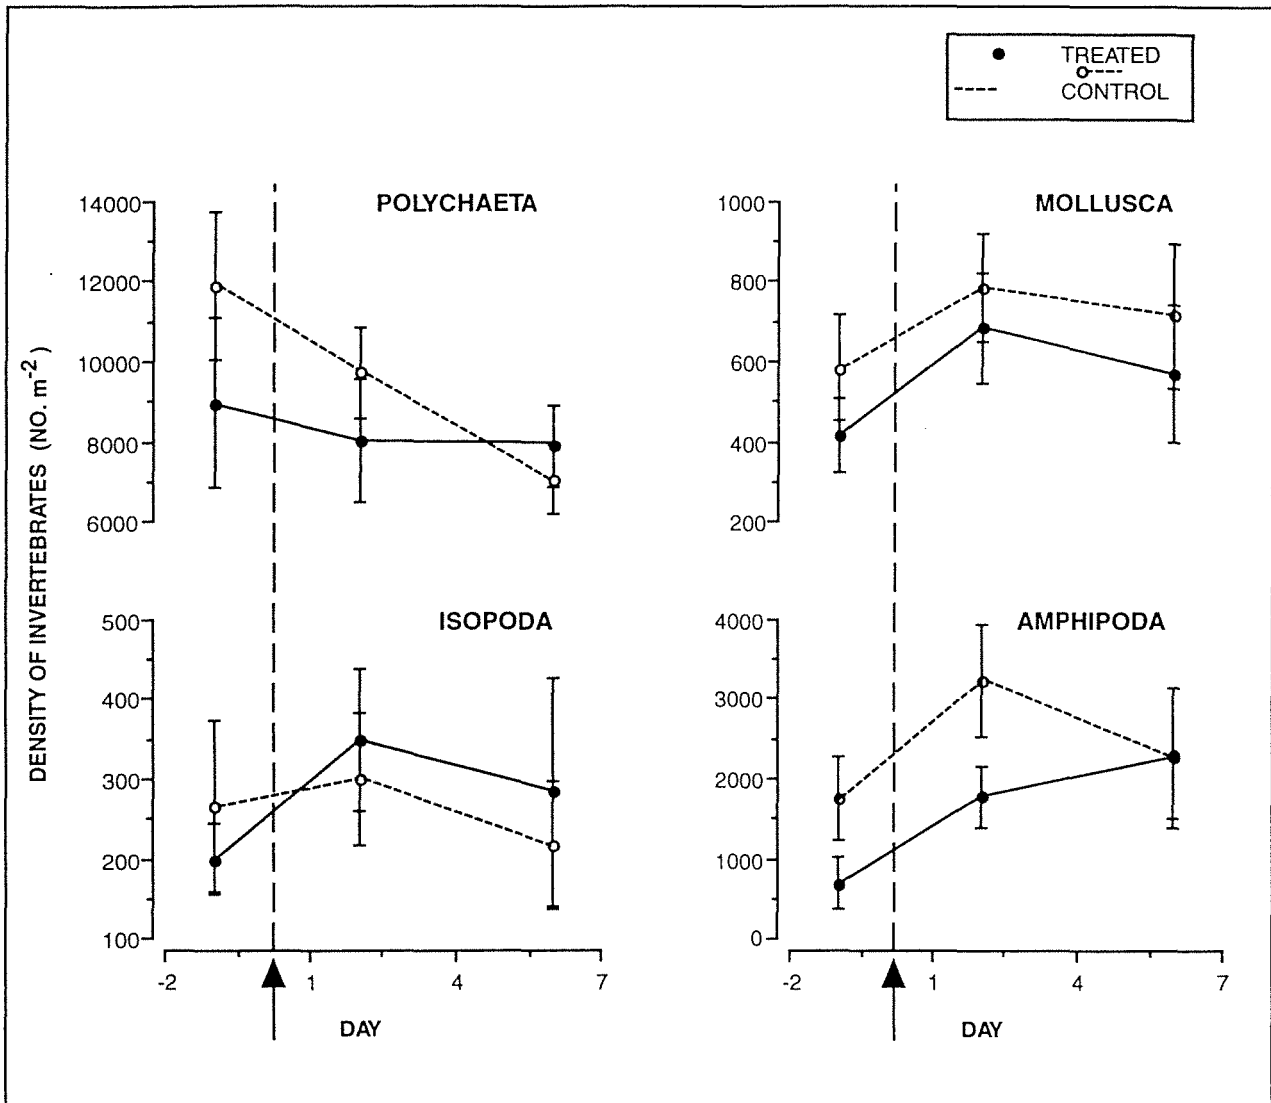 TREATED
CONTROL
POLYCHAETA
14000
12000
10000
8000
6000
MOLLUSCA
1000
800
600
400
200
DENSITY OF INVERTEBRATES (NO. m-2)
ISOPODA
500
400
300
200
100
AMPHIPODA
4000
3000
2000
1000
0
-2 1 4 7
DAY
-2 1 4 7
DAY